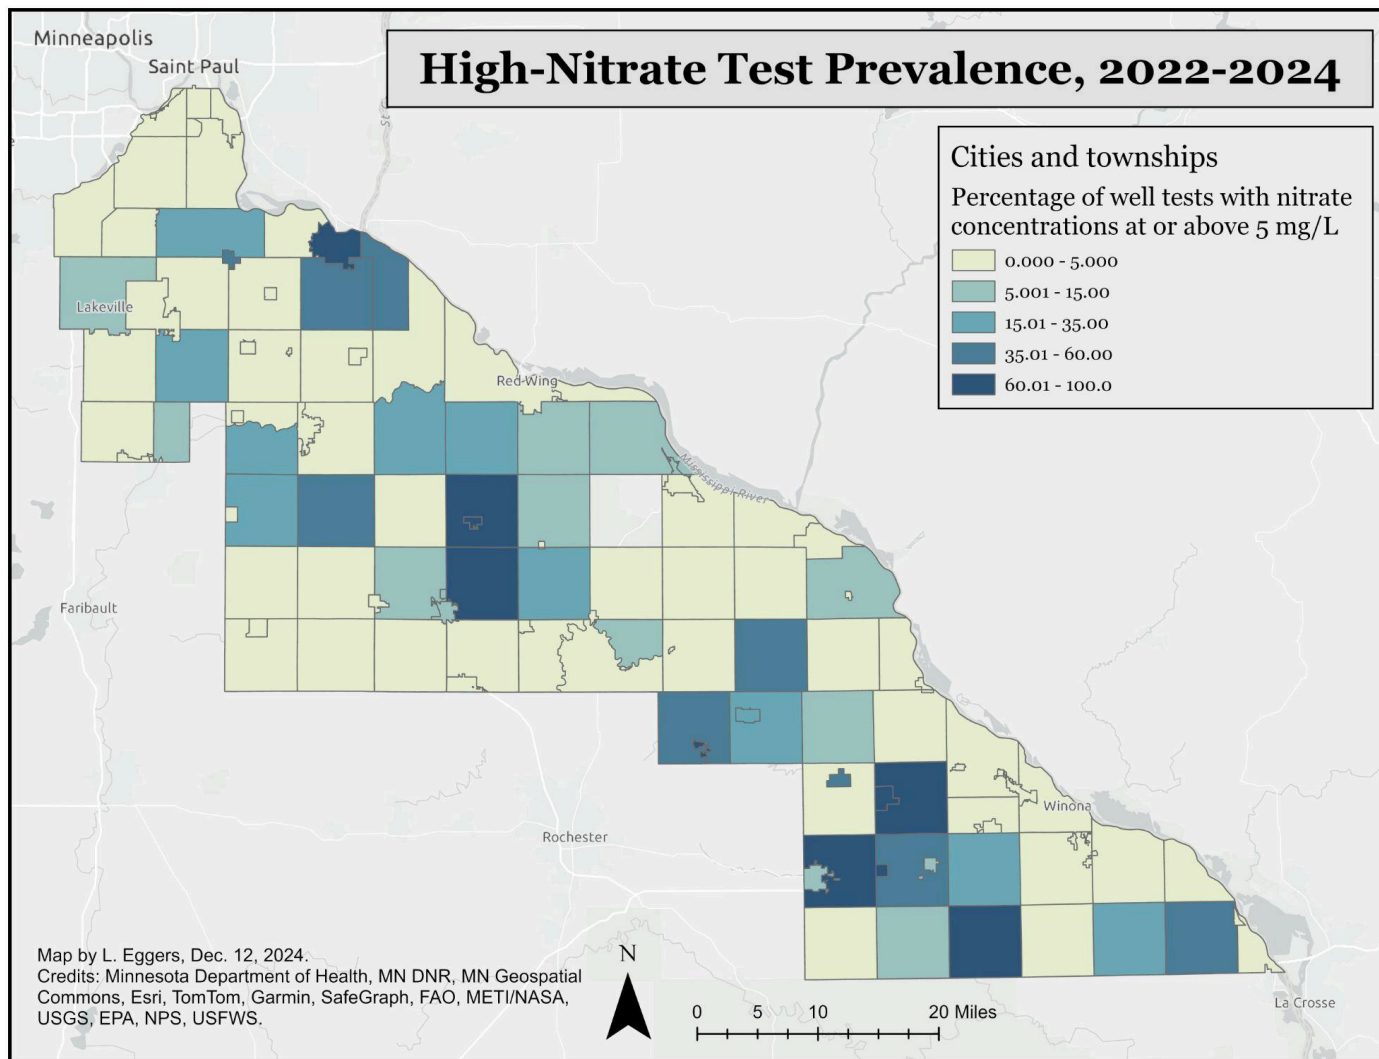 Minneapolis
Saint Paul
High-Nitrate Test Prevalence, 2022-2024
Cities and townships
Percentage of well tests with nitrate
concentrations at or above 5 mg/L
0.000 - 5.000
5.001 - 15.00
15.01 - 35.00
35.01 - 60.00
60.01 - 100.0
Lakeville
Red Wing
Mississippi River
Faribault
Winona
Rochester
La Crosse
Map by L. Eggers, Dec. 12, 2024.
Credits: Minnesota Department of Health, MN DNR, MN Geospatial
Commons, Esri, TomTom, Garmin, SafeGraph, FAO, METI/NASA,
USGS, EPA, NPS, USFWS.
N
0 5 10 20 Miles